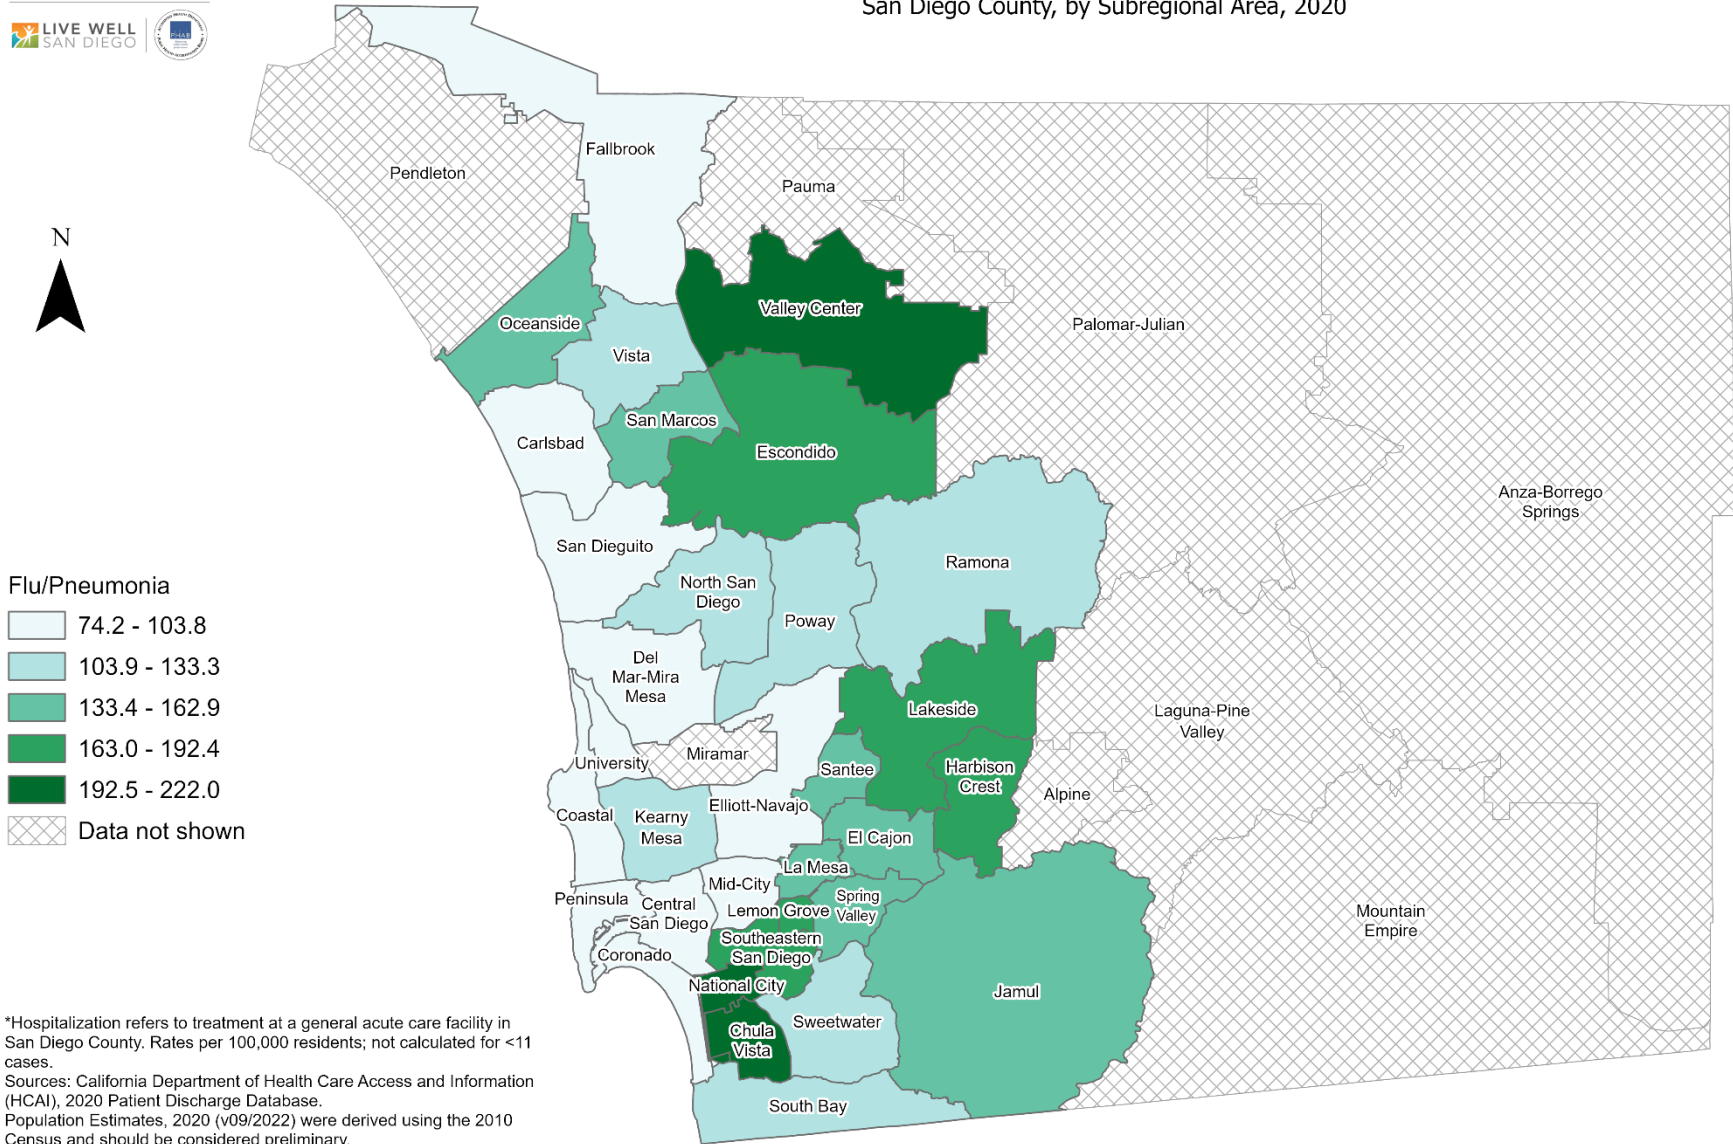 San Diego County, by Subregional Area, 2020
LIVE WELL
SAN DIEGO
PHAB
N
Fallbrook
Pendleton
Pauma
Valley Center
Oceanside
Palomar-Julian
Vista
San Marcos
Carlsbad
Escondido
Anza-Borrego
Springs
San Dieguito
Ramona
North San
Diego
Poway
Del
Mar-Mira
Mesa
Lakeside
Laguna-Pine
Valley
Miramar
University
Santee
Harbison
Crest
Alpine
Elliott-Navajo
Coastal
Kearny
Mesa
El Cajon
La Mesa
Mid-City
Peninsula
Central
San Diego
Spring
Valley
Lemon Grove
Mountain
Empire
Southeastern
San Diego
Coronado
National City
Jamul
Sweetwater
Chula
Vista
South Bay
Flu/Pneumonia
74.2 - 103.8
103.9 - 133.3
133.4 - 162.9
163.0 - 192.4
192.5 - 222.0
Data not shown
*Hospitalization refers to treatment at a general acute care facility in
San Diego County. Rates per 100,000 residents; not calculated for <11
cases.
Sources: California Department of Health Care Access and Information
(HCAI), 2020 Patient Discharge Database.
Population Estimates, 2020 (v09/2022) were derived using the 2010
Census and should be considered preliminary.